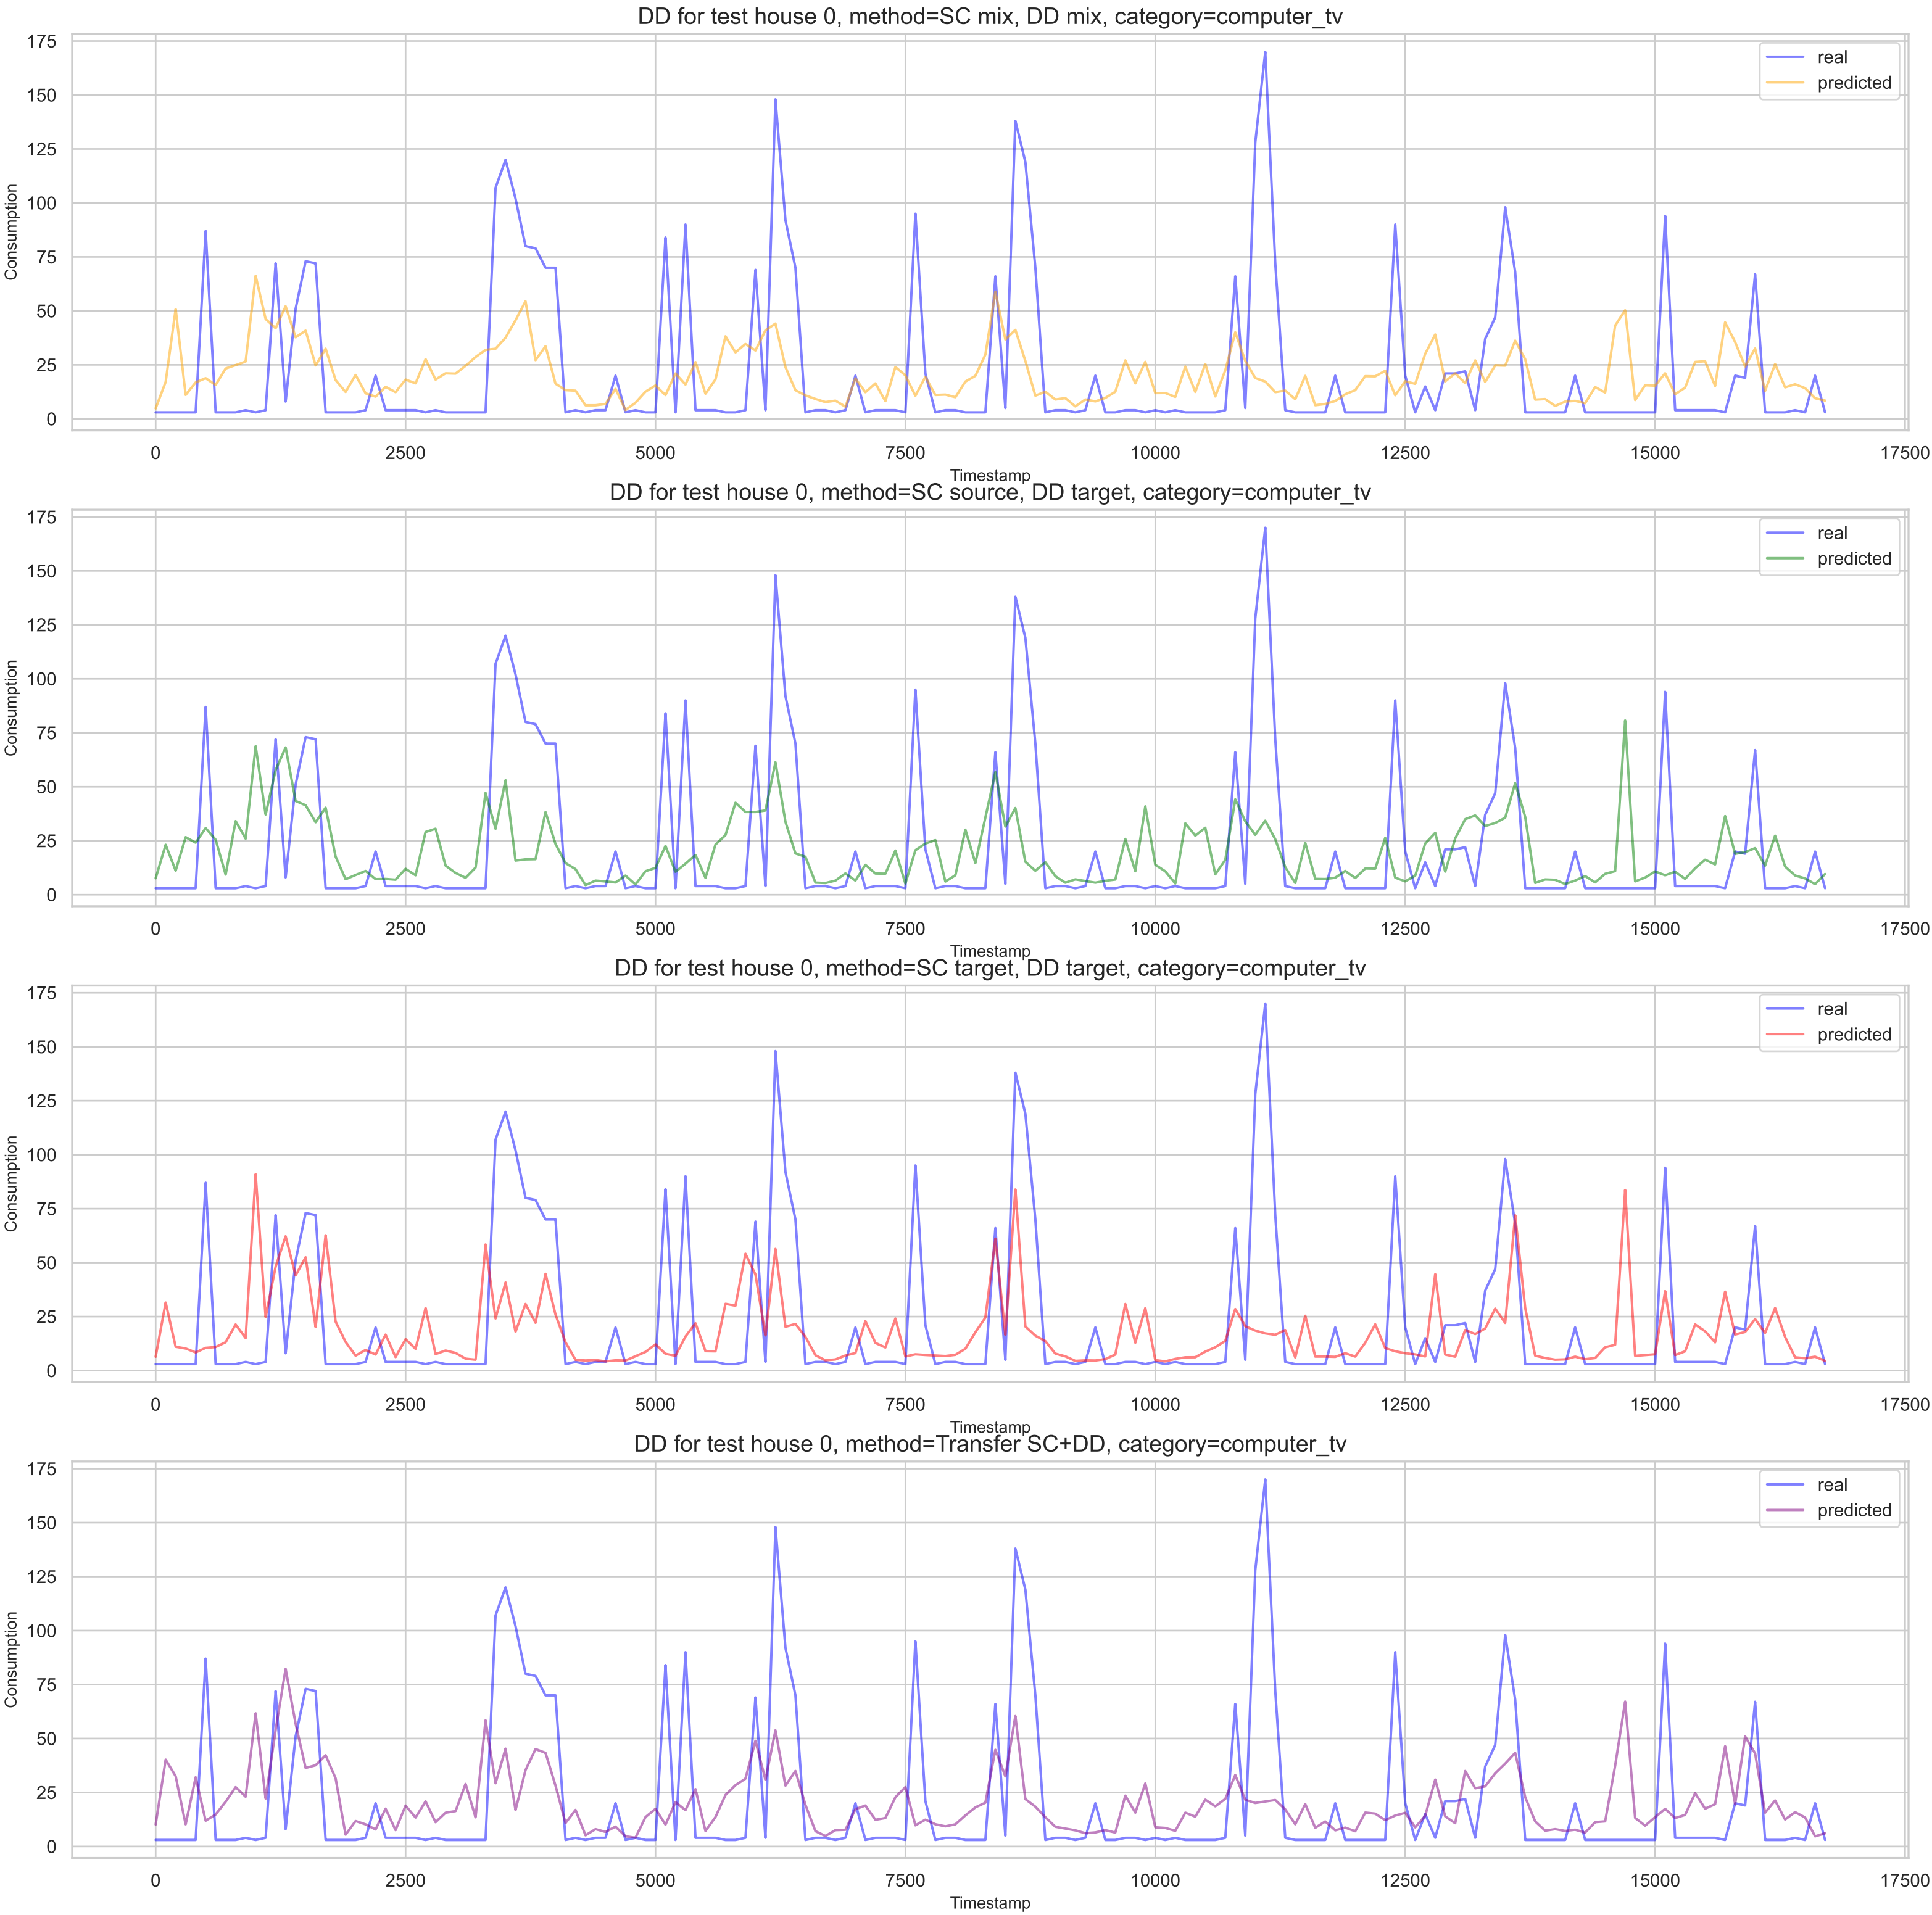 DD for test house 0, method=SC mix, DD mix, category=computer_tv
175
150
125
100
75
50
25
0
Consumption
real
predicted
0 2500 5000 7500 10000 12500 15000 17500
Timestamp
DD for test house 0, method=SC source, DD target, category=computer_tv
175
150
125
100
75
50
25
0
Consumption
real
predicted
0 2500 5000 7500 10000 12500 15000 17500
Timestamp
DD for test house 0, method=SC target, DD target, category=computer_tv
175
150
125
100
75
50
25
0
Consumption
real
predicted
0 2500 5000 7500 10000 12500 15000 17500
Timestamp
DD for test house 0, method=Transfer SC+DD, category=computer_tv
175
150
125
100
75
50
25
0
Consumption
real
predicted
0 2500 5000 7500 10000 12500 15000 17500
Timestamp